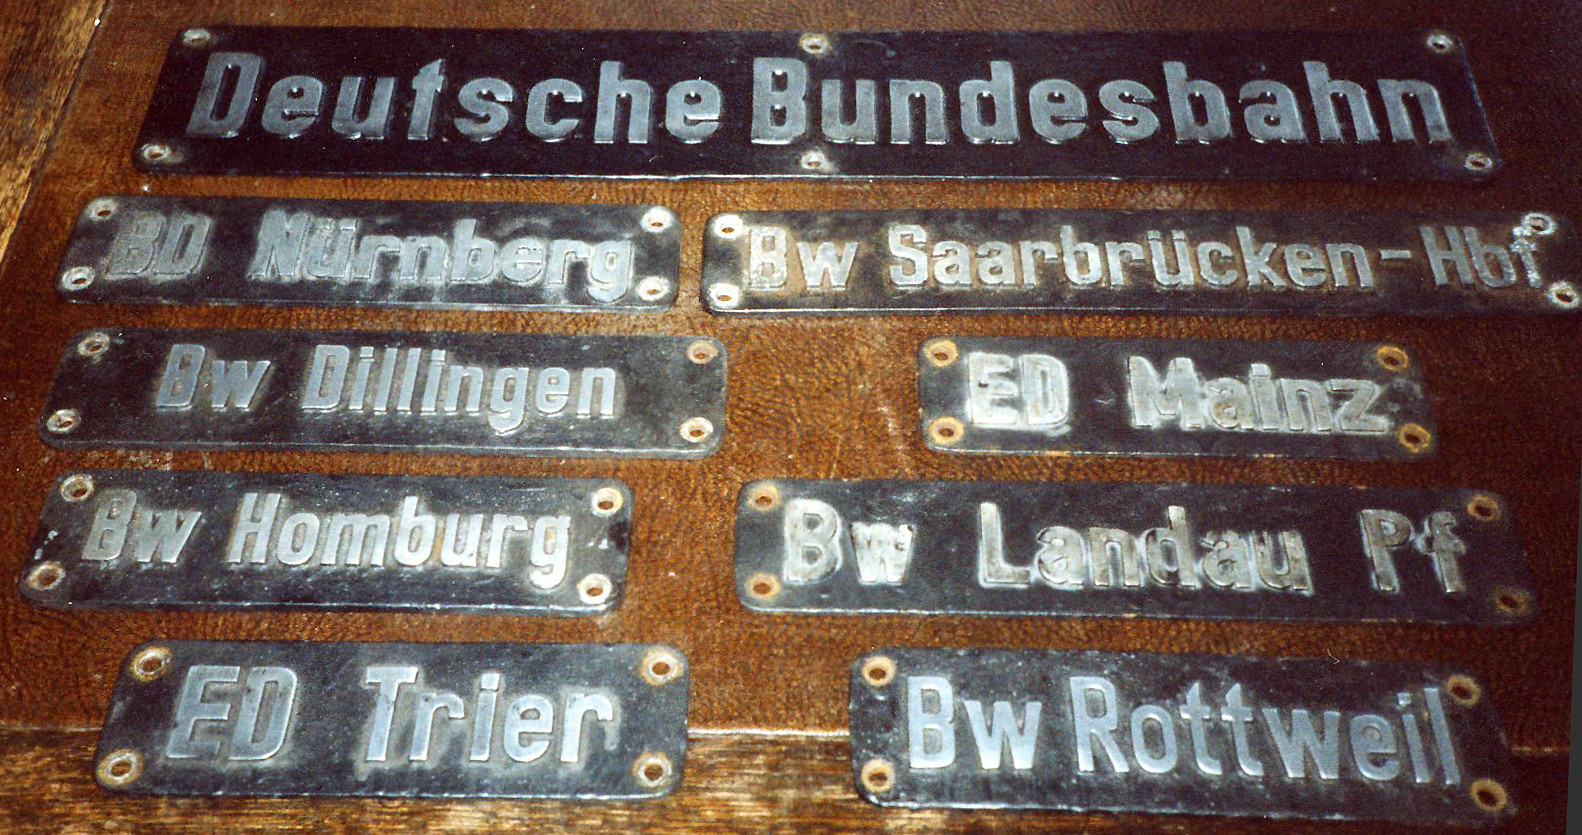 Deutsche Bundesbahn
BD Nürnberg
Bw Saarbrücken-Hbf
Bw Dillingen
ED Mainz
Bw Homburg
Bw Landau Pf
ED Trier
Bw Rottweil